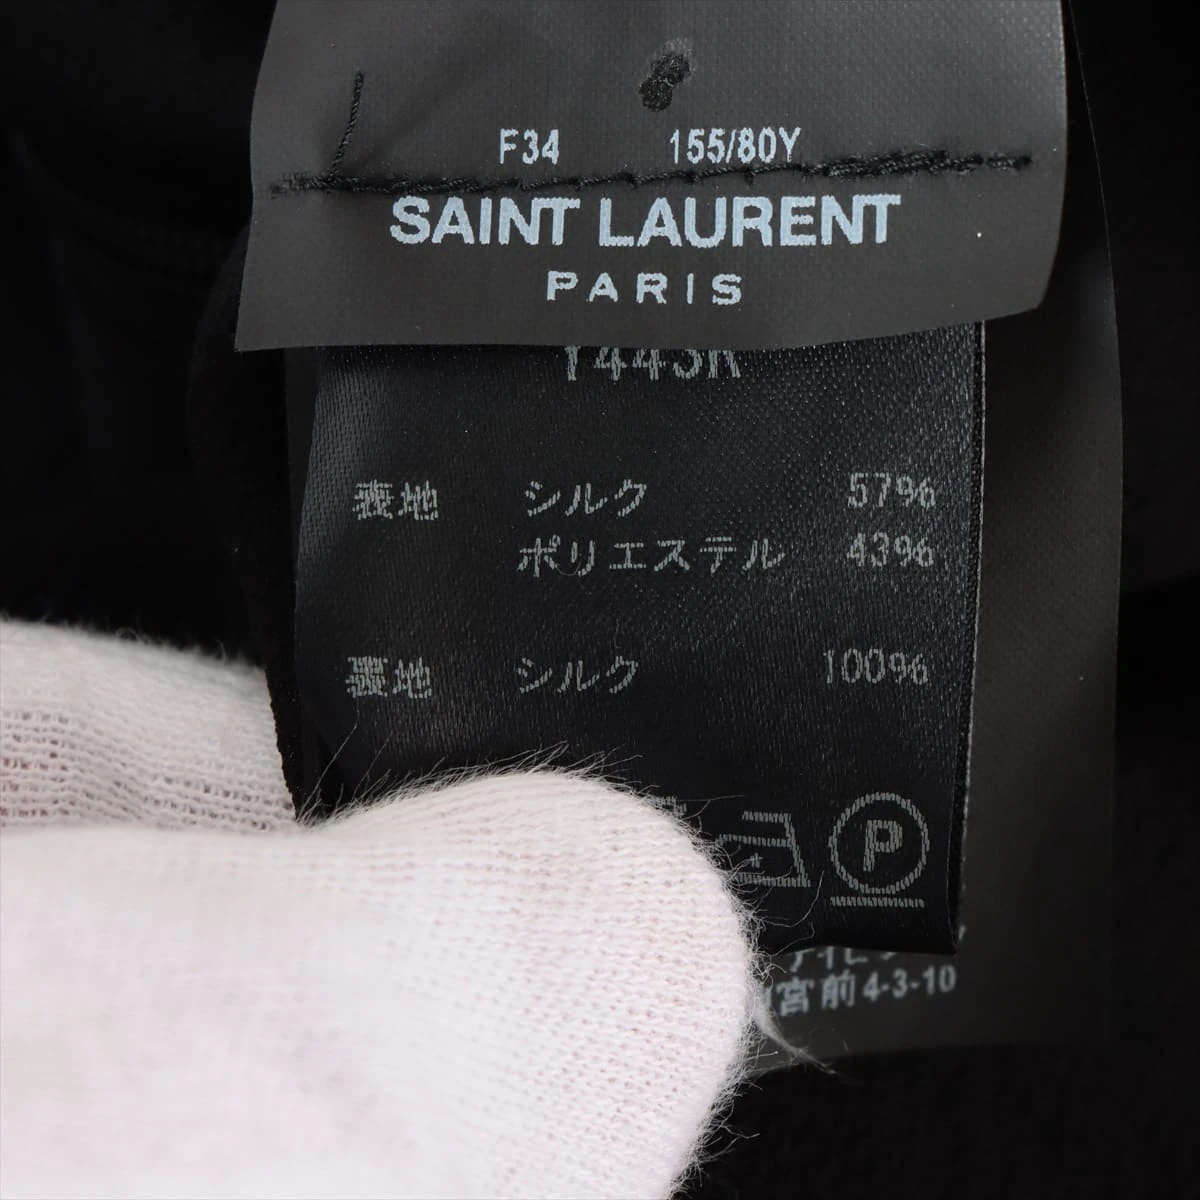 F34 155/80Y
SAINT LAURENT
PARIS
表地 シルク 57%
ポリエステル 43%
裏地 シルク 100%
P
宮前4-3-10